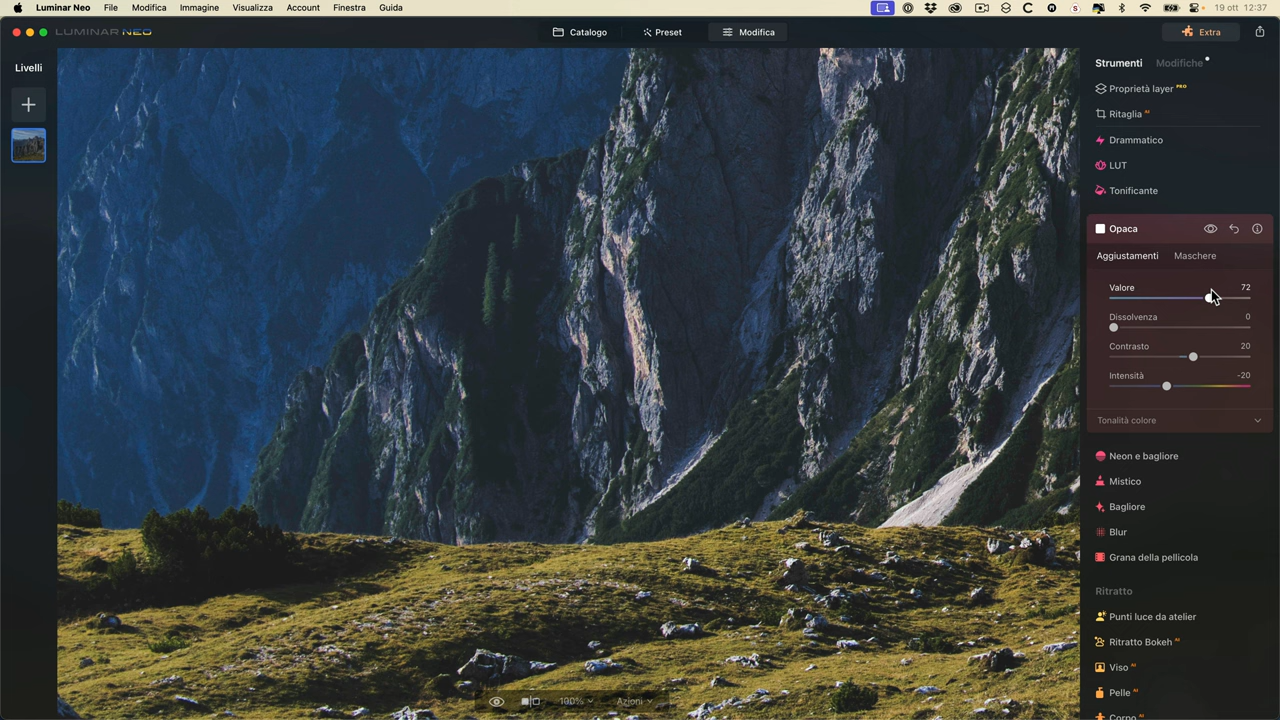 Luminar Neo File Modifica Immagine Visualizza Account Finestra Guida 19 ott 12:37
LUMINAR NEO Catalogo Preset Modifica Extra
Livelli
Strumenti Modifiche
Proprietà layer PRO
Ritaglia AI
Drammatico
LUT
Tonificante
Opaca
Aggiustamenti Maschere
Valore 72
Dissolvenza 0
Contrasto 20
Intensità -20
Tonalità colore
Neon e bagliore
Mistico
Bagliore
Blur
Grana della pellicola
Ritratto
Punti luce da atelier
Ritratto Bokeh AI
Viso AI
Pelle AI
Corpo AI
100% Azioni